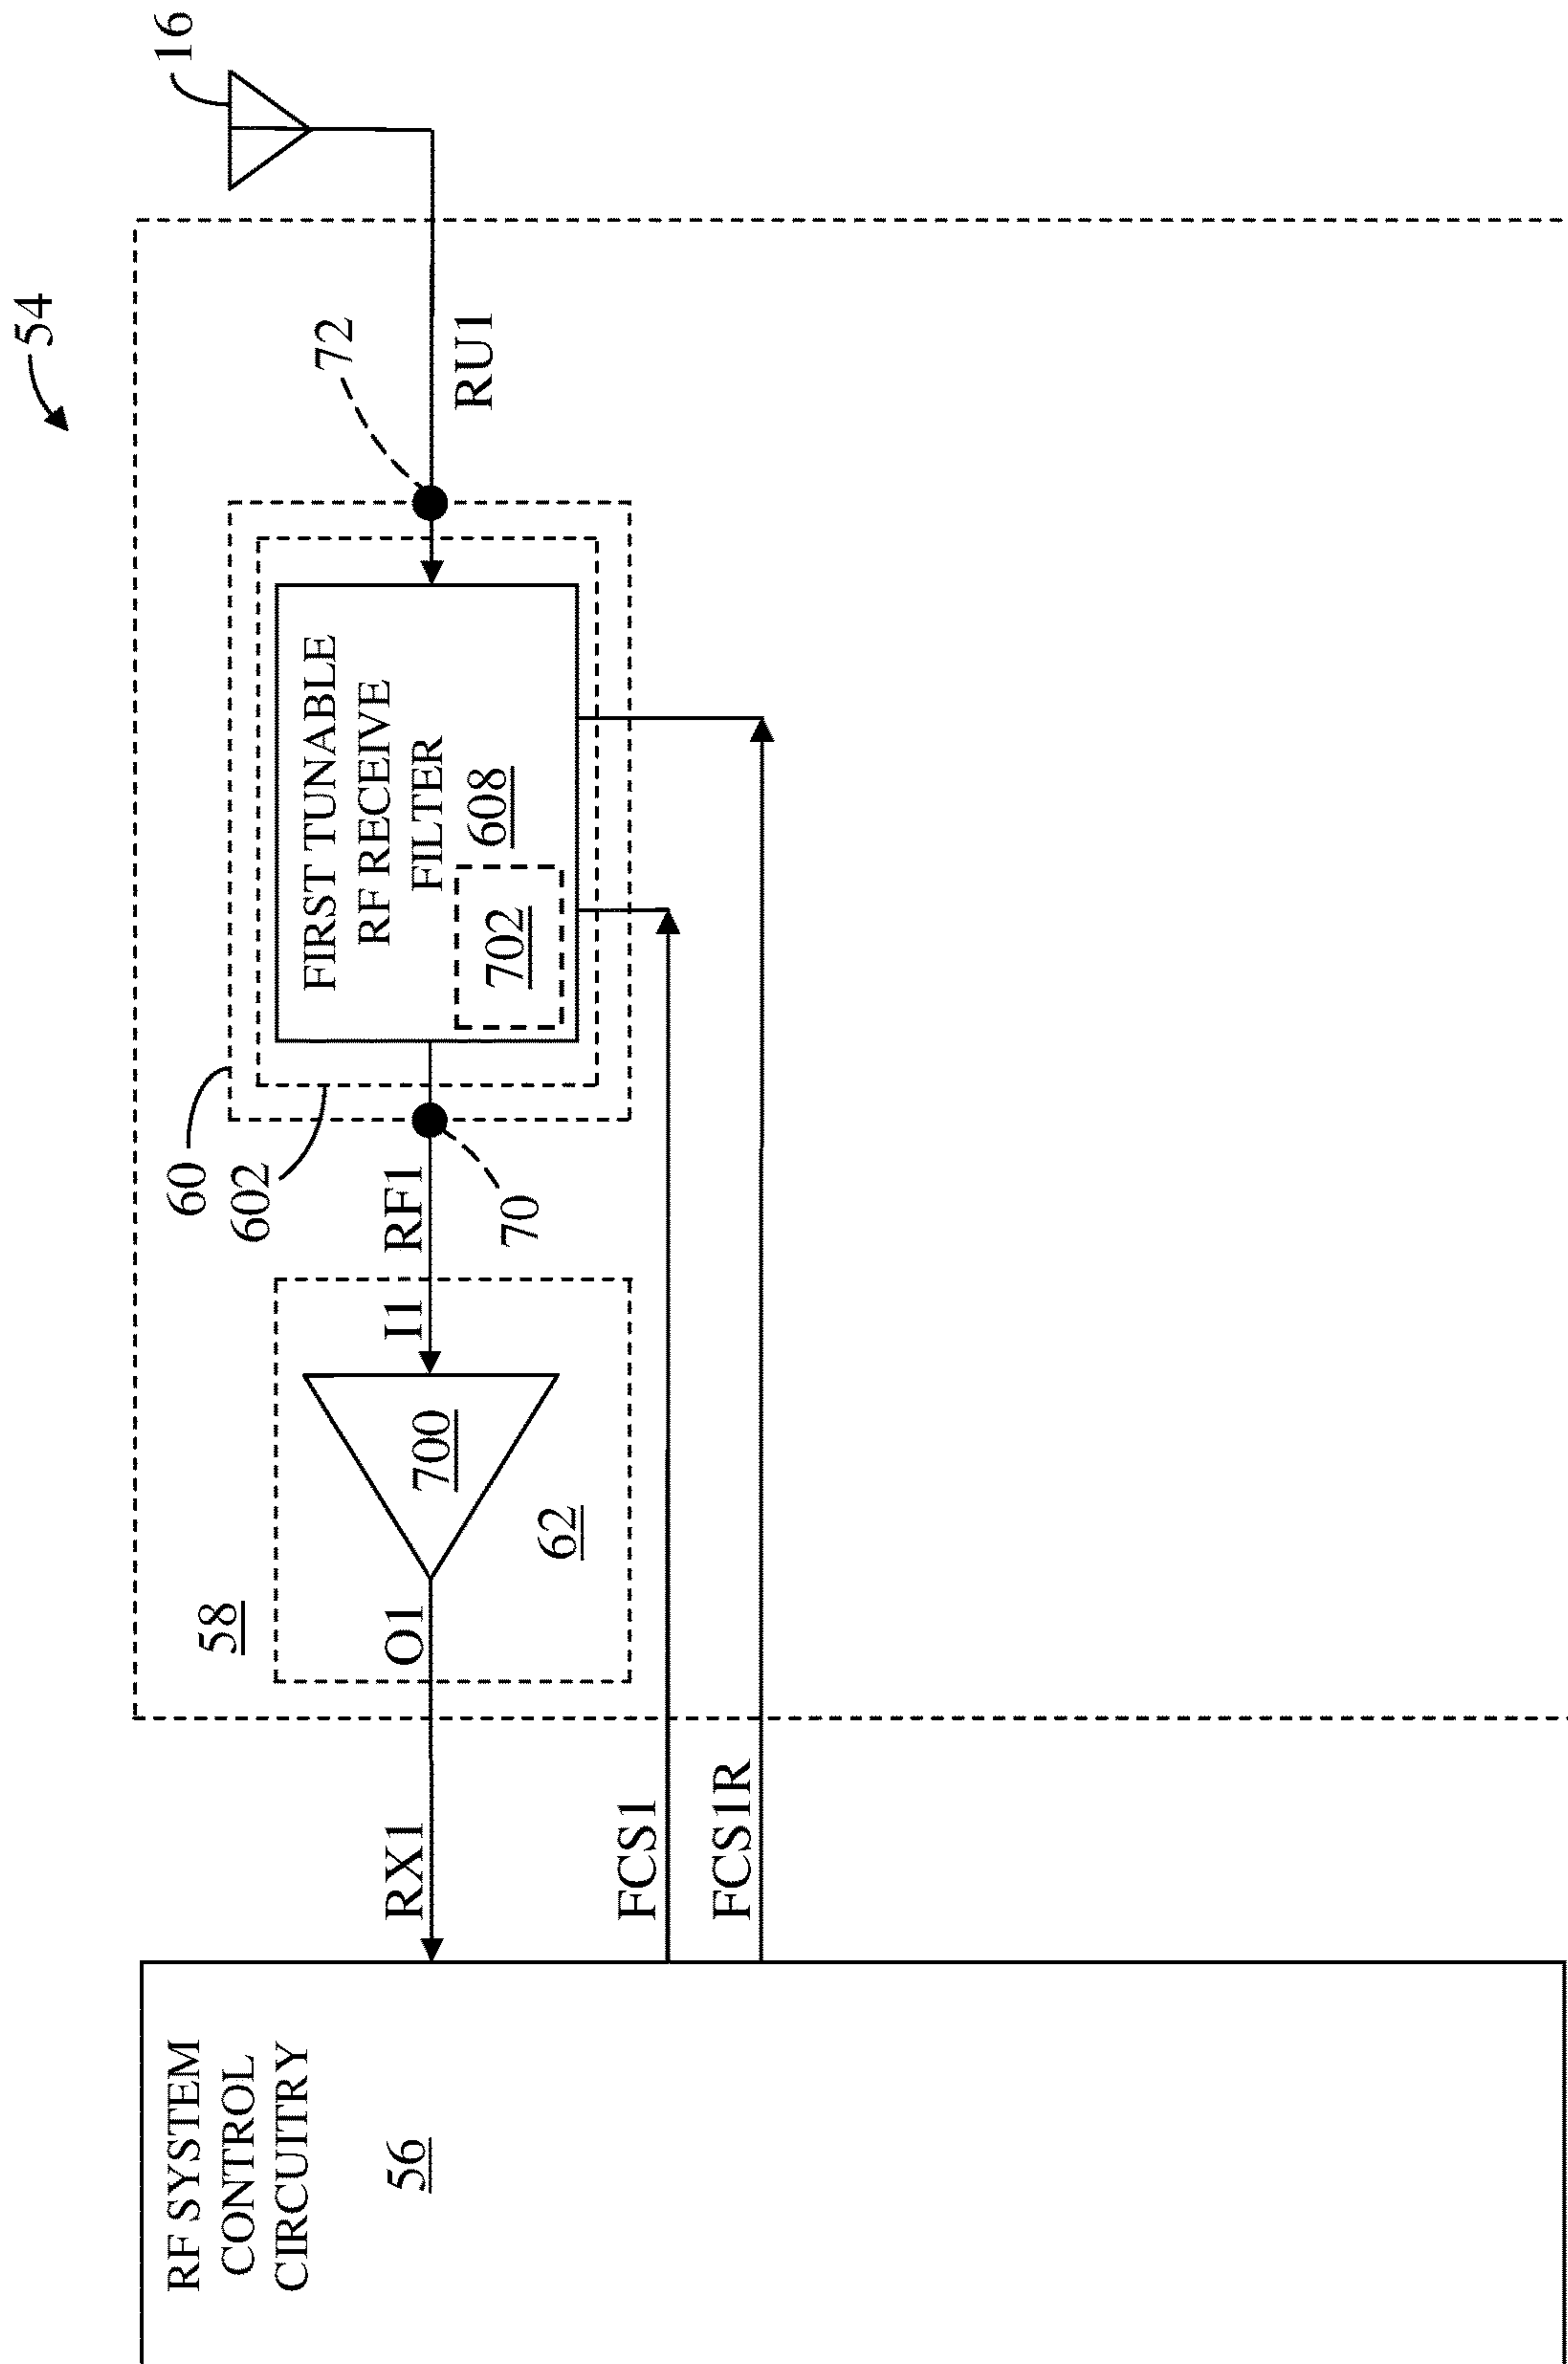 54
RF SYSTEM
CONTROL
CIRCUITRY
56
58
60
602
16
72
FIRST TUNABLE
RF RECEIVE
FILTER
608
702
RX1
O1
700
I1
RF1
RU1
62
70
FCS1
FCS1R